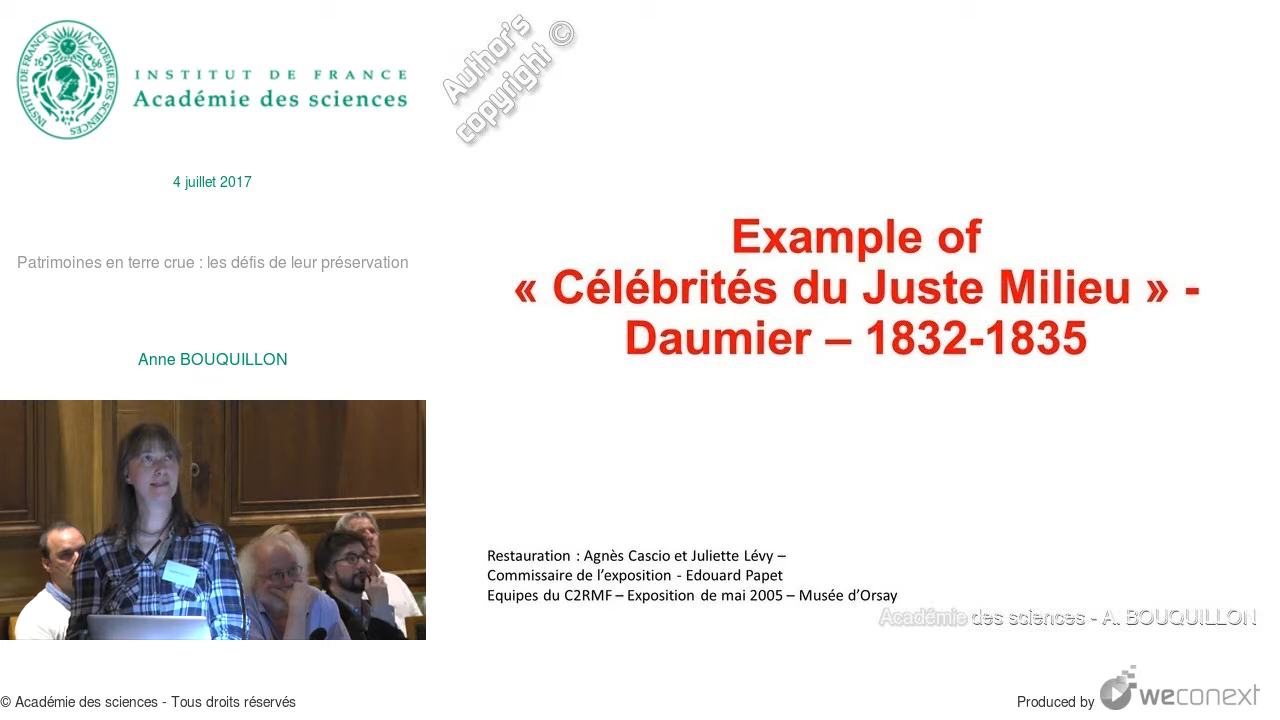 INSTITUT DE FRANCE
Académie des sciences
4 juillet 2017
Patrimoines en terre crue : les défis de leur préservation
Anne BOUQUILLON
Author's
copyright ©
Example of
« Célébrités du Juste Milieu » -
Daumier – 1832-1835
Restauration : Agnès Cascio et Juliette Lévy –
Commissaire de l'exposition - Edouard Papet
Equipes du C2RMF – Exposition de mai 2005 – Musée d'Orsay
Académie des sciences - A. BOUQUILLON
© Académie des sciences - Tous droits réservés
Produced by weconext